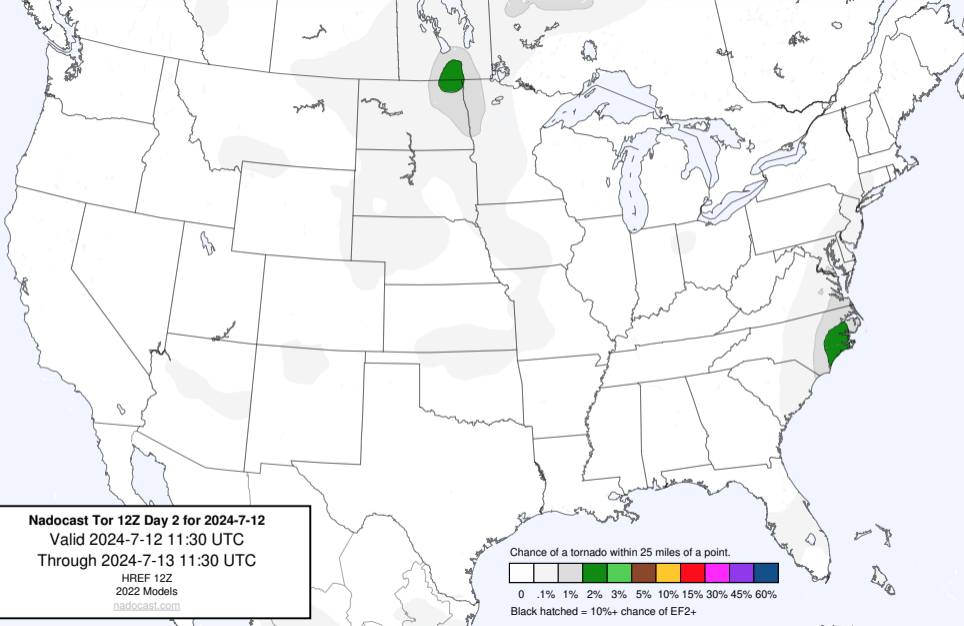 Nadocast Tor 12Z Day 2 for 2024-7-12
Valid 2024-7-12 11:30 UTC
Through 2024-7-13 11:30 UTC
HREF 12Z
2022 Models
nadocast.com
Chance of a tornado within 25 miles of a point.
0 .1% 1% 2% 3% 5% 10% 15% 30% 45% 60%
Black hatched = 10%+ chance of EF2+